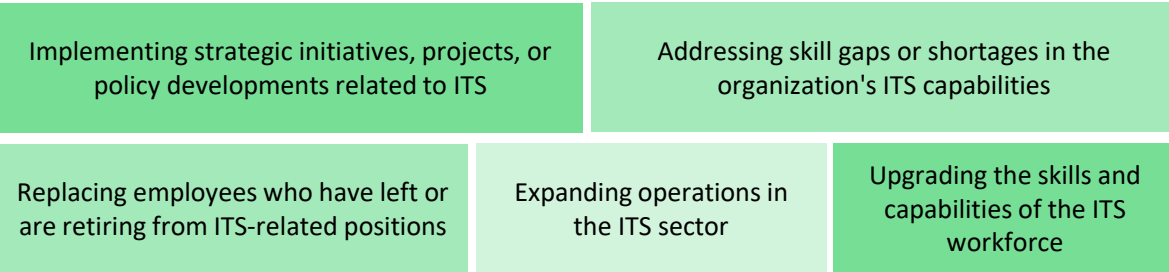 Implementing strategic initiatives, projects, or
policy developments related to ITS
Addressing skill gaps or shortages in the
organization's ITS capabilities
Replacing employees who have left or
are retiring from ITS-related positions
Expanding operations in
the ITS sector
Upgrading the skills and
capabilities of the ITS
workforce